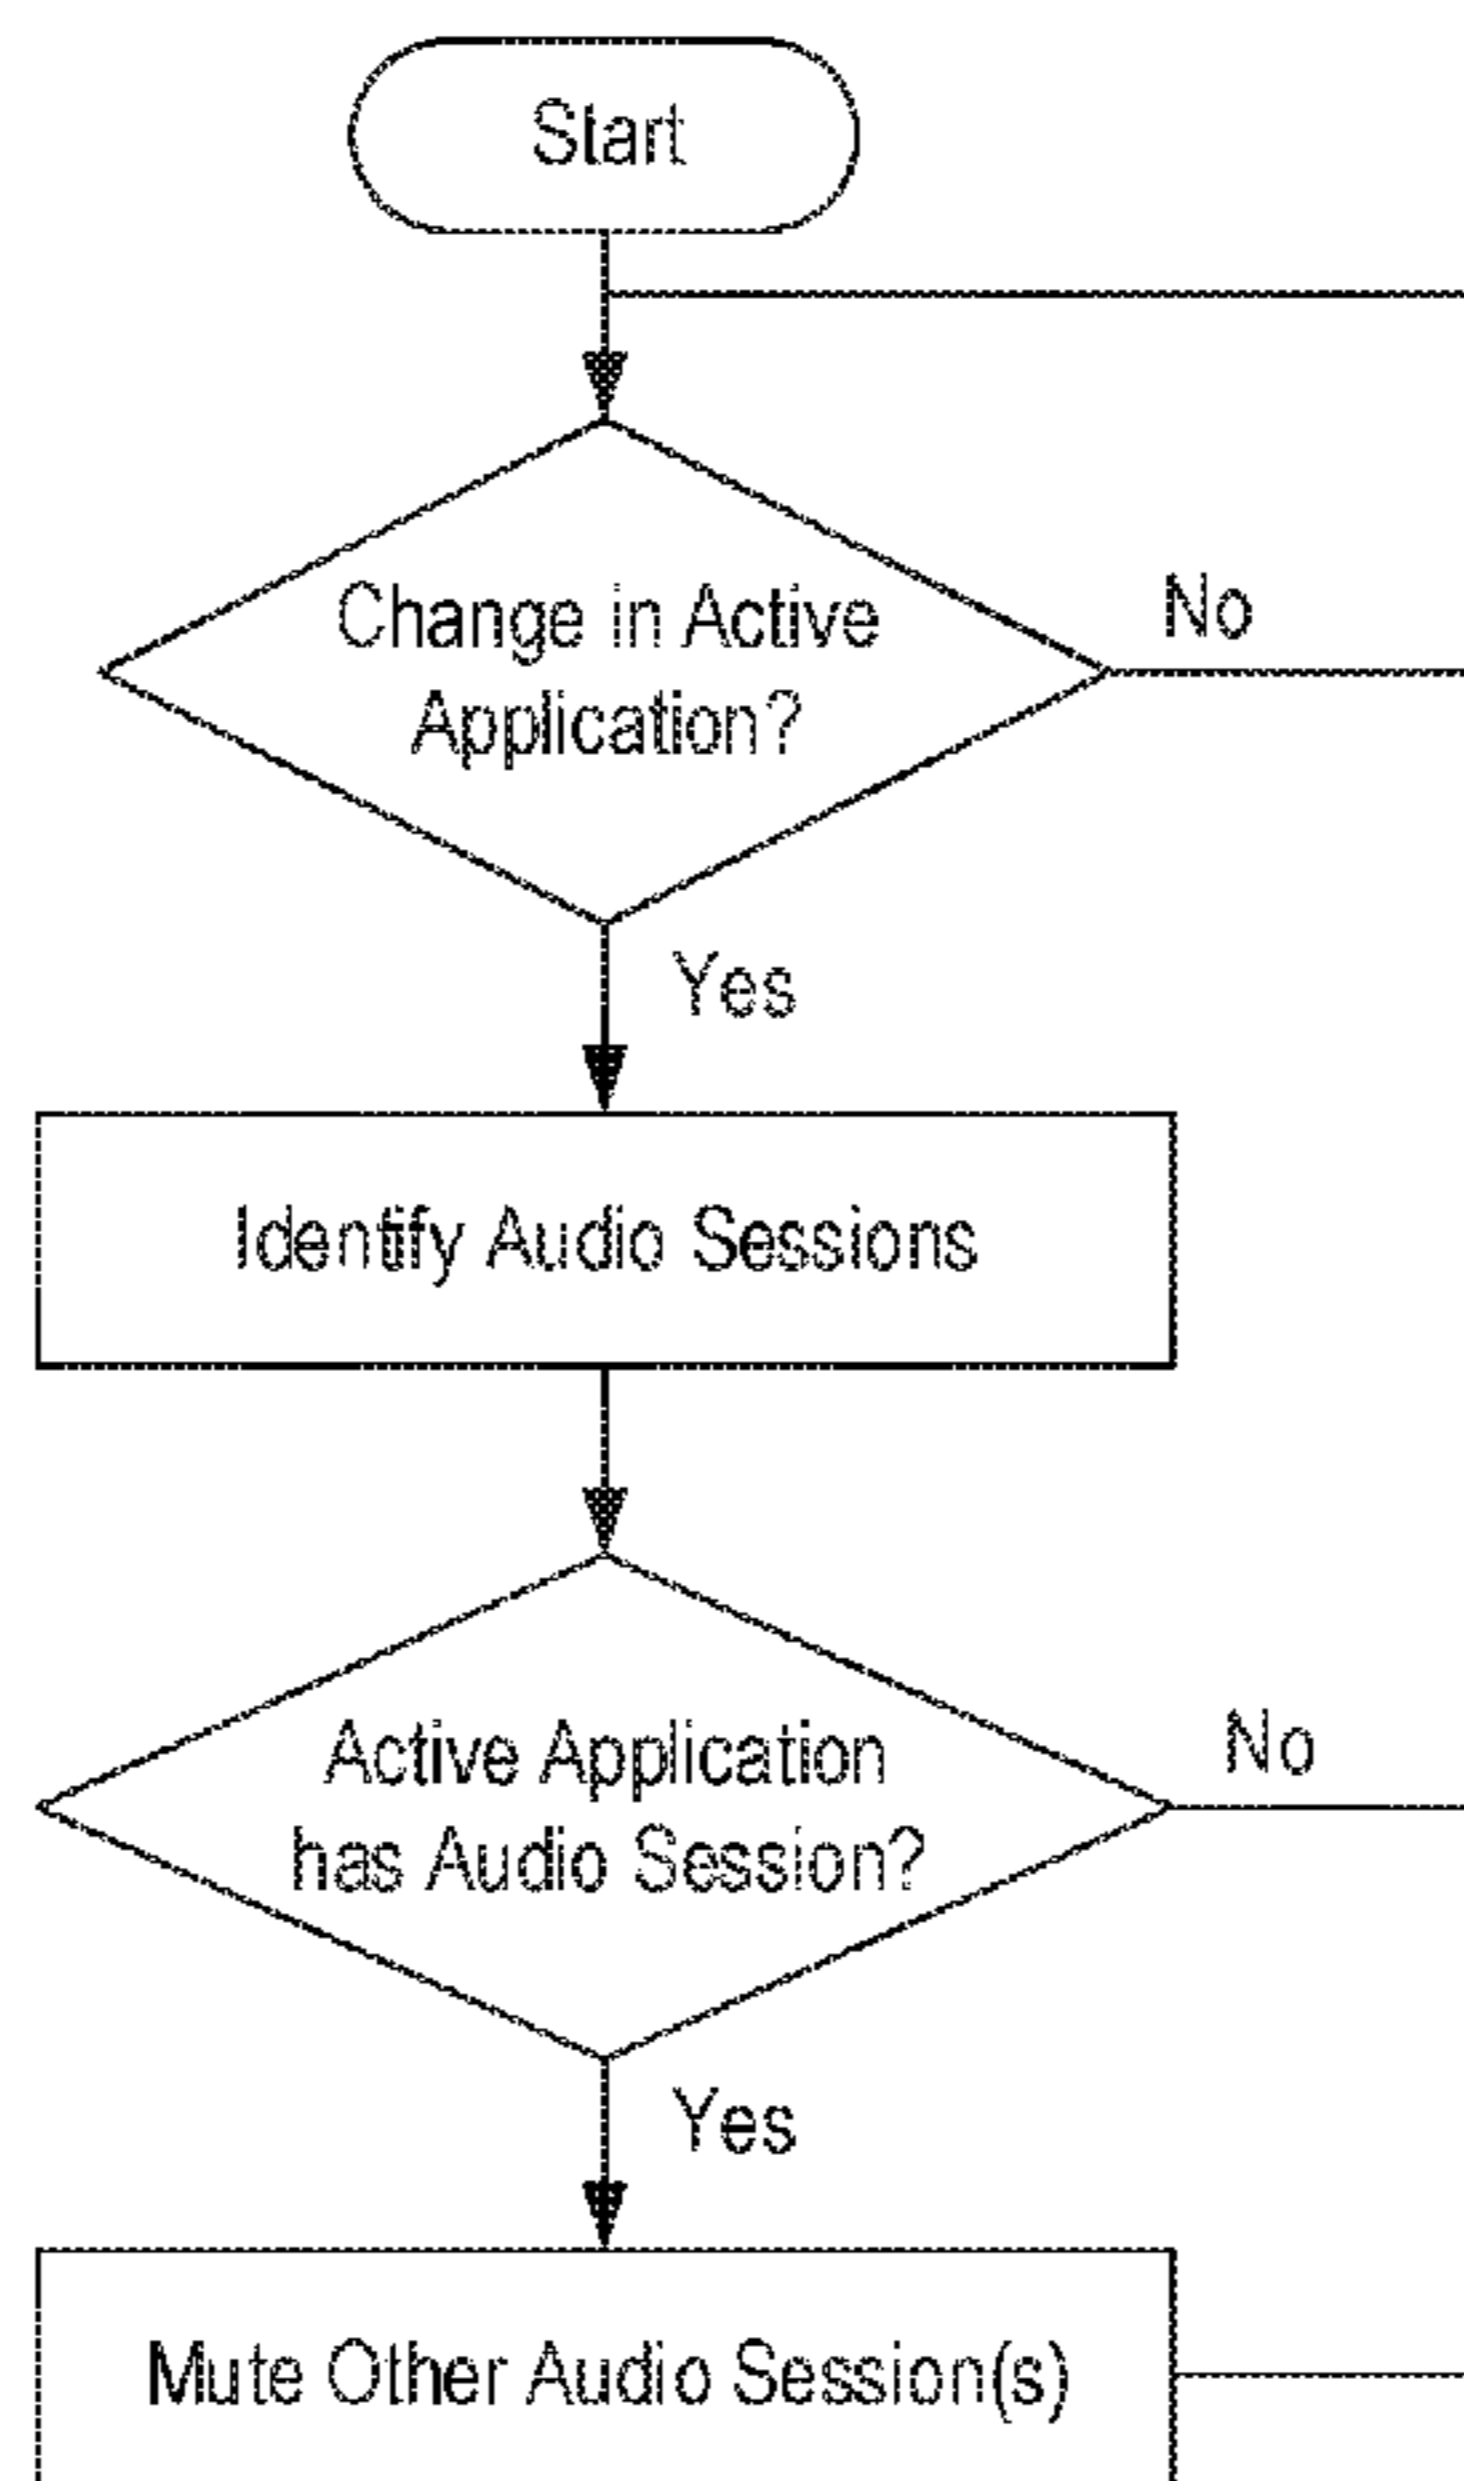 Start
Change in Active
Application?
No
Yes
Identify Audio Sessions
Active Application
has Audio Session?
No
Yes
Mute Other Audio Session(s)